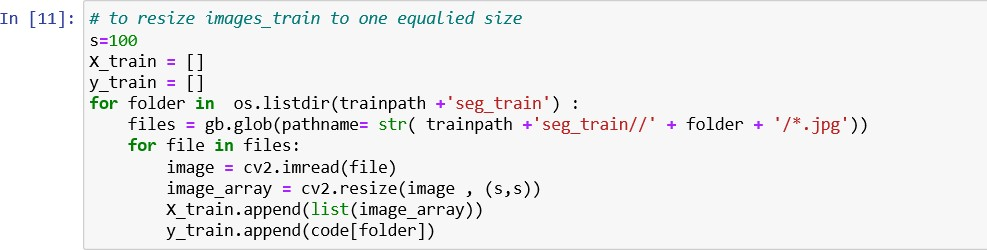 In [11]: # to resize images_train to one equalied size
s=100
X_train = []
y_train = []
for folder in  os.listdir(trainpath +'seg_train') :
    files = gb.glob(pathname= str( trainpath +'seg_train//' + folder + '/*.jpg'))
    for file in files:
        image = cv2.imread(file)
        image_array = cv2.resize(image , (s,s))
        X_train.append(list(image_array))
        y_train.append(code[folder])